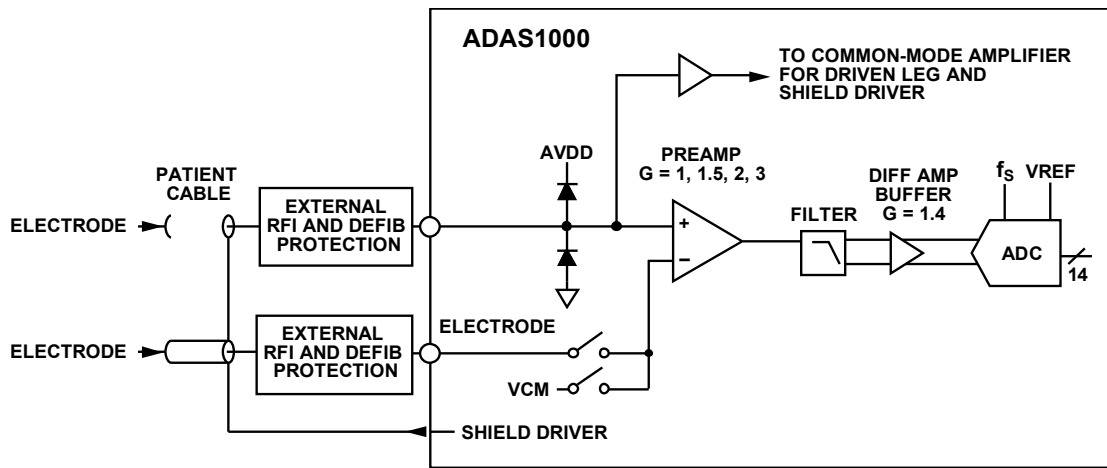 ADAS1000
TO COMMON-MODE AMPLIFIER
FOR DRIVEN LEG AND
SHIELD DRIVER
AVDD
PREAMP
G = 1, 1.5, 2, 3
DIFF AMP
BUFFER
G = 1.4
fS
VREF
PATIENT
CABLE
ELECTRODE
EXTERNAL
RFI AND DEFIB
PROTECTION
+
–
FILTER
ADC
14
ELECTRODE
EXTERNAL
RFI AND DEFIB
PROTECTION
ELECTRODE
VCM
SHIELD DRIVER